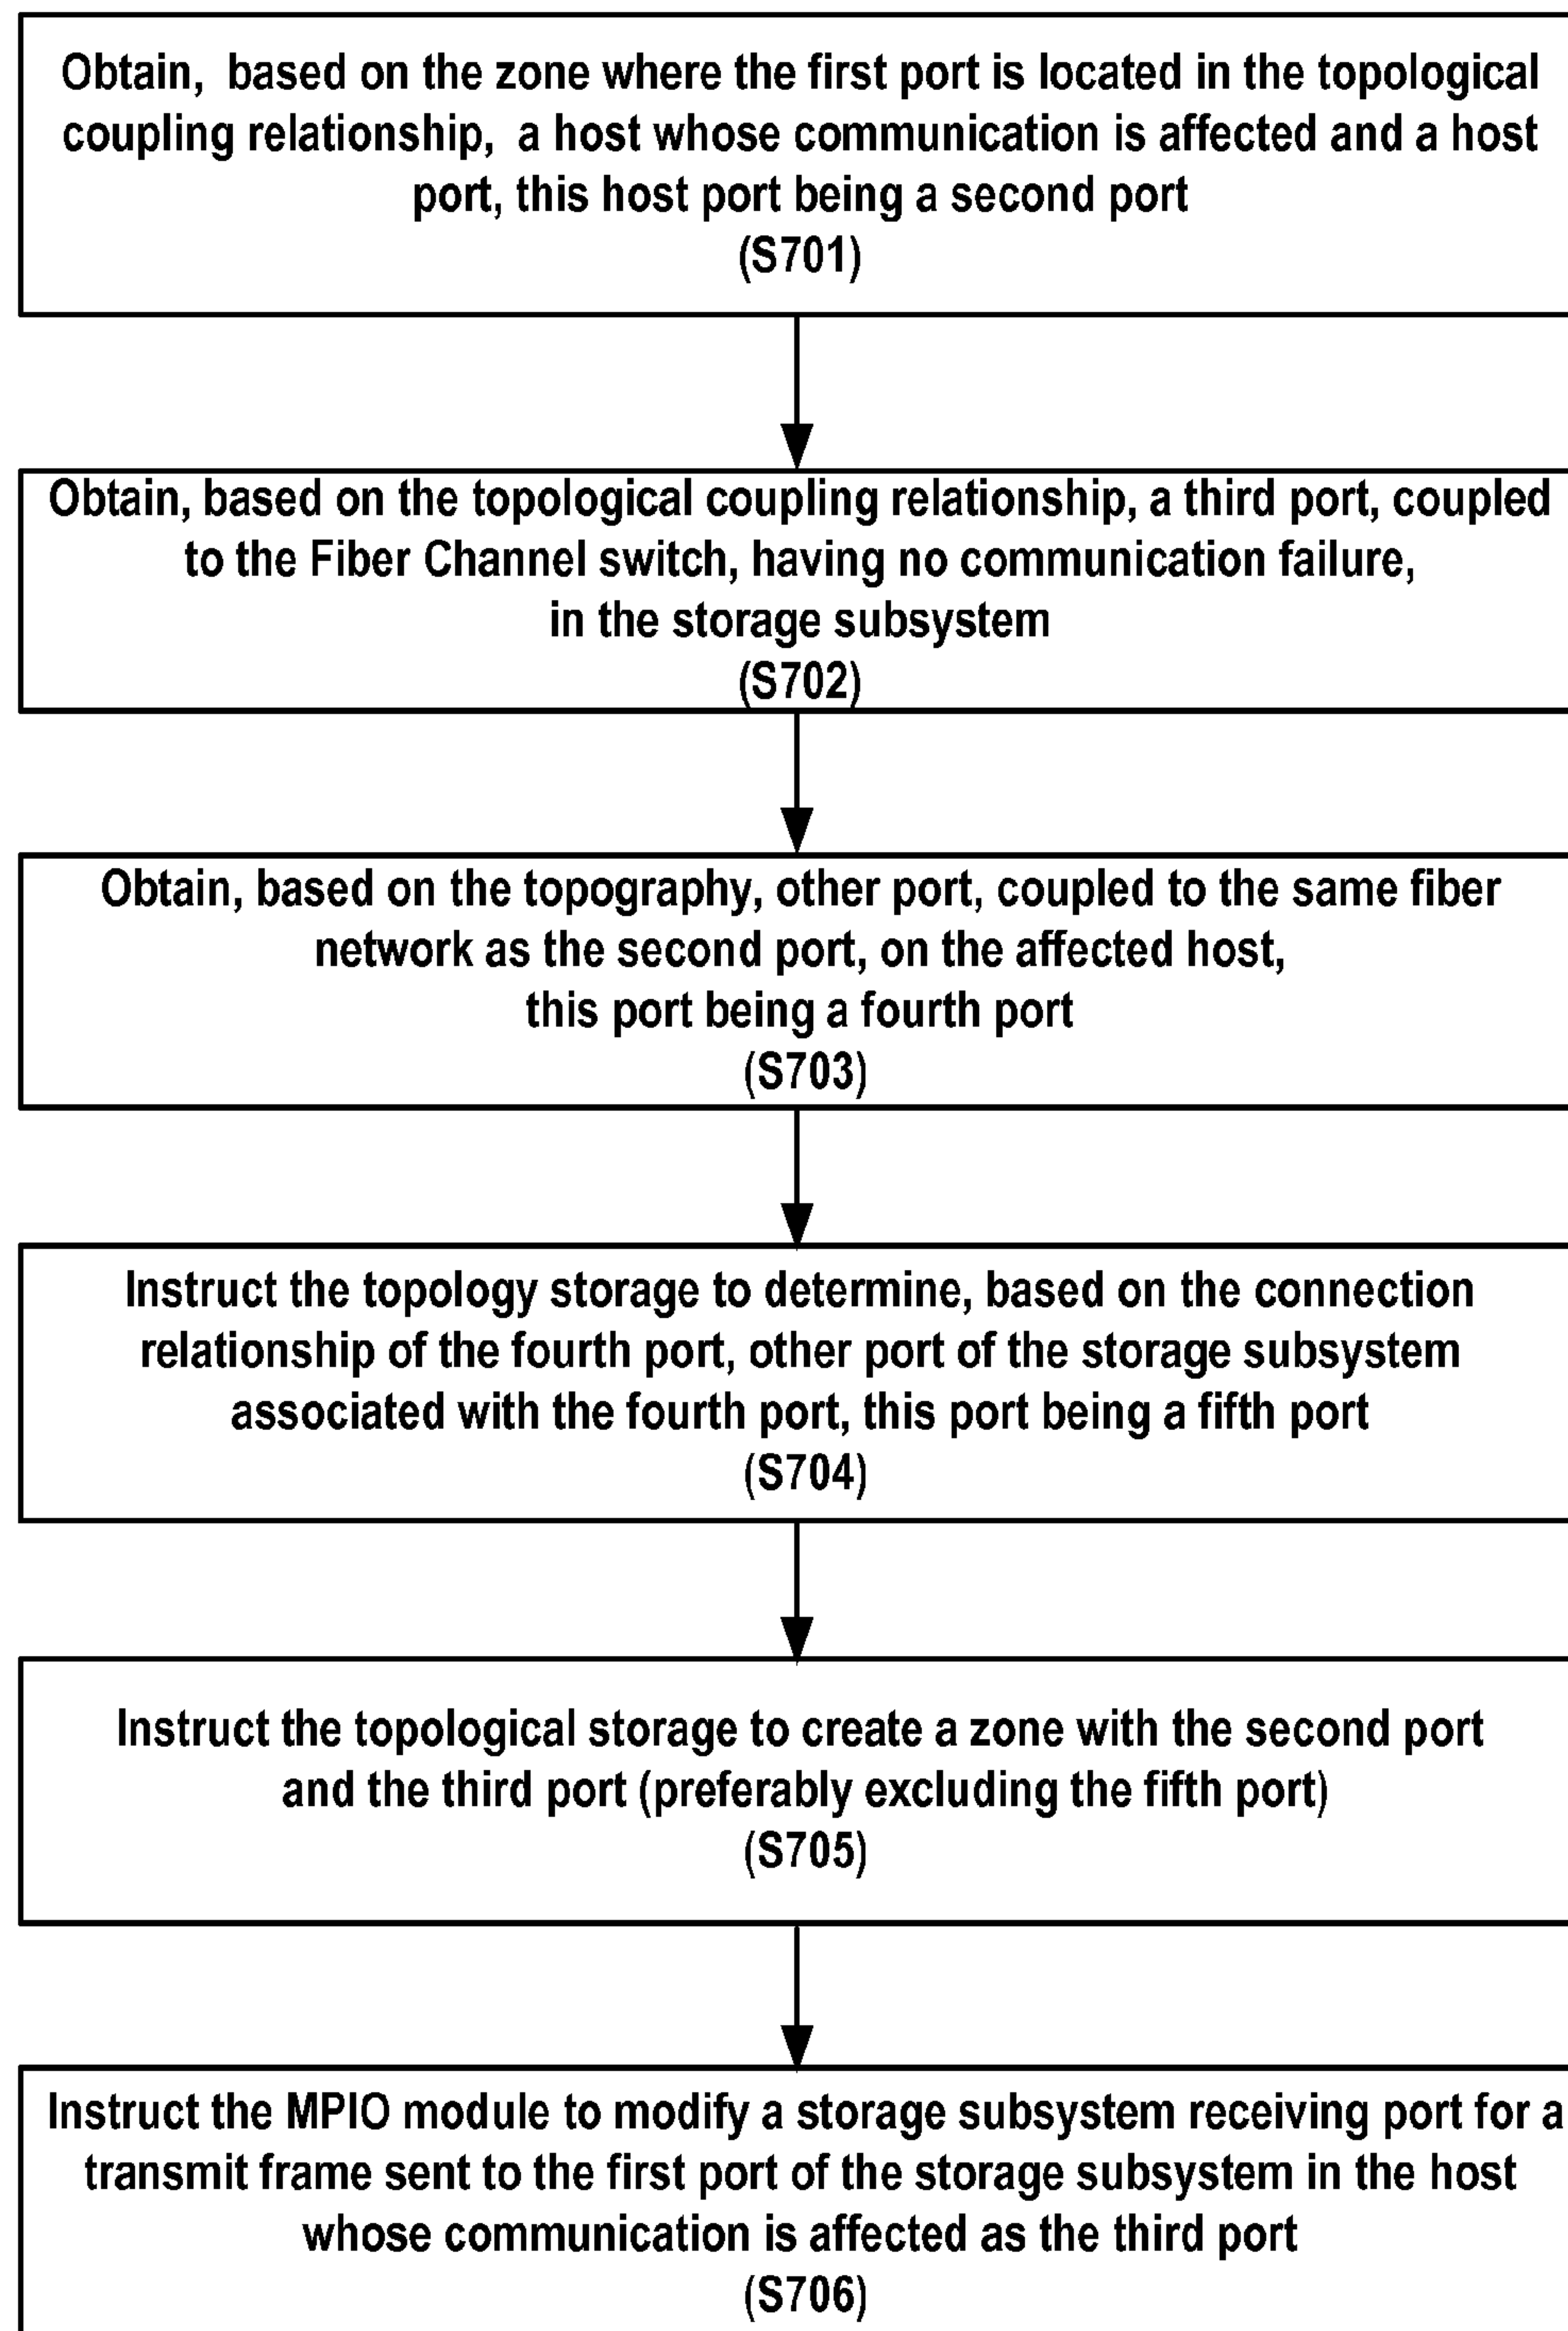 Obtain, based on the zone where the first port is located in the topological
coupling relationship, a host whose communication is affected and a host
port, this host port being a second port
(S701)
Obtain, based on the topological coupling relationship, a third port, coupled
to the Fiber Channel switch, having no communication failure,
in the storage subsystem
(S702)
Obtain, based on the topography, other port, coupled to the same fiber
network as the second port, on the affected host,
this port being a fourth port
(S703)
Instruct the topology storage to determine, based on the connection
relationship of the fourth port, other port of the storage subsystem
associated with the fourth port, this port being a fifth port
(S704)
Instruct the topological storage to create a zone with the second port
and the third port (preferably excluding the fifth port)
(S705)
Instruct the MPIO module to modify a storage subsystem receiving port for a
transmit frame sent to the first port of the storage subsystem in the host
whose communication is affected as the third port
(S706)